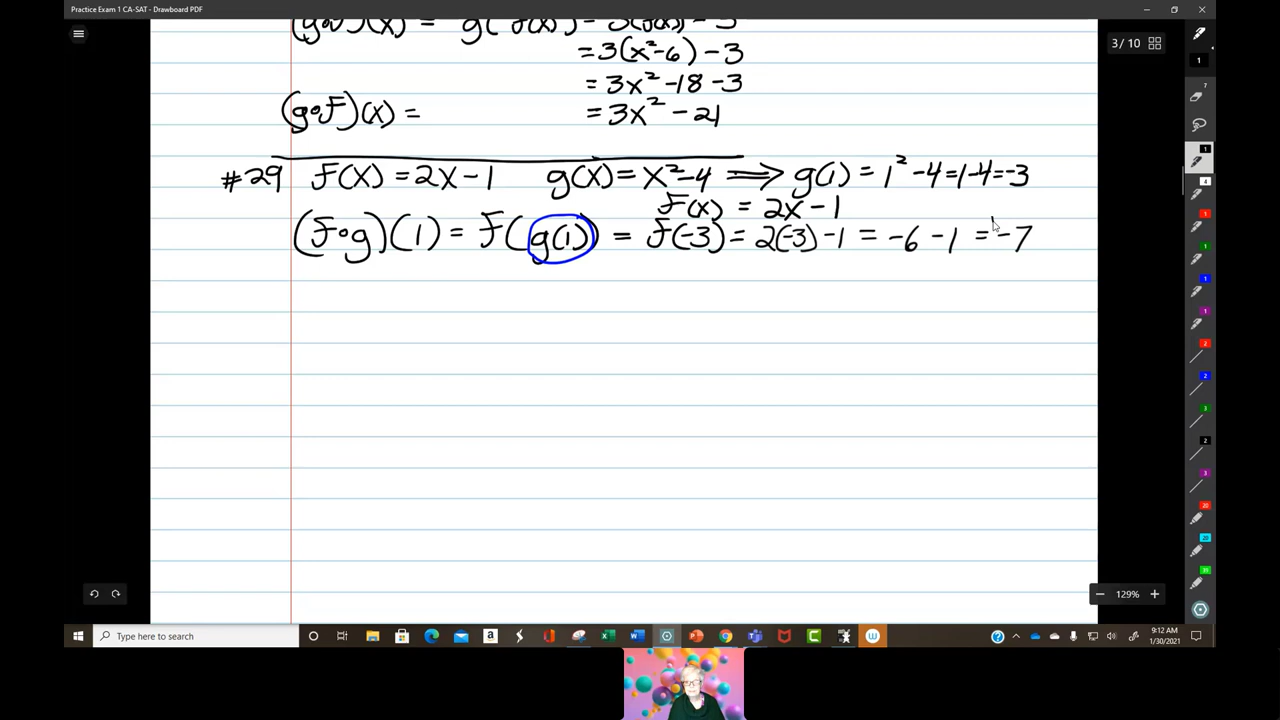 Practice Exam 1 CA-SAT - Drawboard PDF
3 / 10
(g∘f)(x) = g(f(x)) = 3(f(x)) - 3
= 3(x²-6) - 3
= 3x² - 18 - 3
(g∘f)(x) =
= 3x² - 21
#29 f(x) = 2x - 1 g(x) = x² - 4 ⟹ g(1) = 1² - 4 = 1-4 = -3
f(x) = 2x - 1
(f∘g)(1) = f(g(1)) = f(-3) = 2(-3) - 1 = -6 - 1 = -7
129%
Type here to search
9:12 AM
1/30/2021